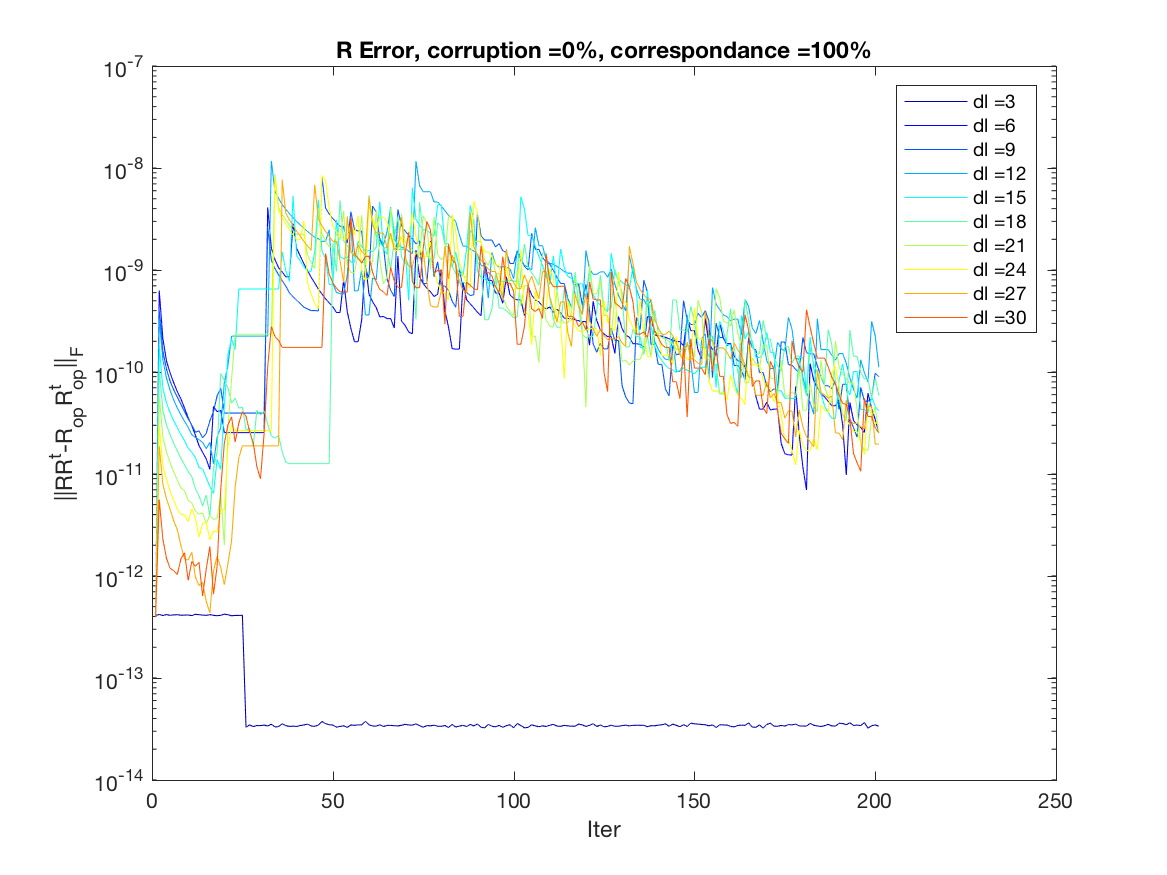 R Error, corruption =0%, correspondance =100%
||RR^t-R_op R_op^t||_F
10^-7
10^-8
10^-9
10^-10
10^-11
10^-12
10^-13
10^-14
0 50 100 150 200 250
Iter
dl =3
dl =6
dl =9
dl =12
dl =15
dl =18
dl =21
dl =24
dl =27
dl =30